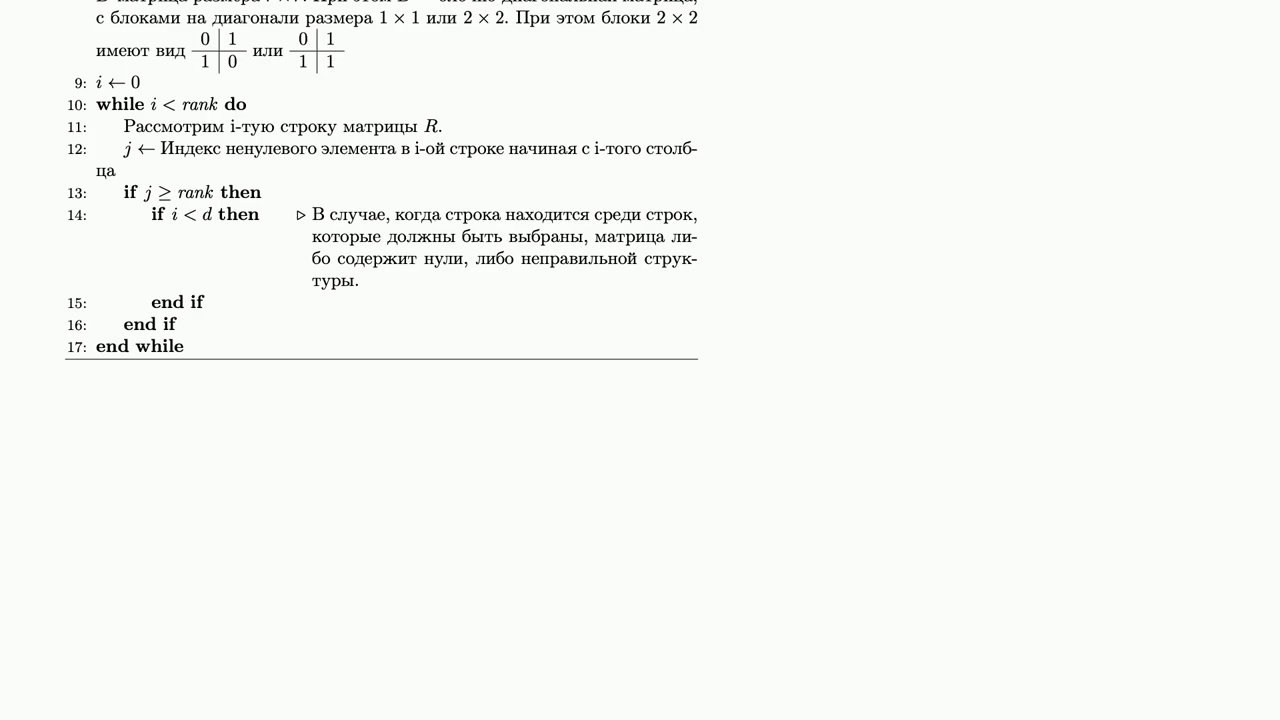 с блоками на диагонали размера 1 × 1 или 2 × 2. При этом блоки 2 × 2
имеют вид 0 1 1 0 или 0 1 1 1
9: i ← 0
10: while i < rank do
11: Рассмотрим i-тую строку матрицы R.
12: j ← Индекс ненулевого элемента в i-ой строке начиная с i-того столб-
ца
13: if j ≥ rank then
14: if i < d then ▷ В случае, когда строка находится среди строк,
которые должны быть выбраны, матрица ли-
бо содержит нули, либо неправильной струк-
туры.
15: end if
16: end if
17: end while